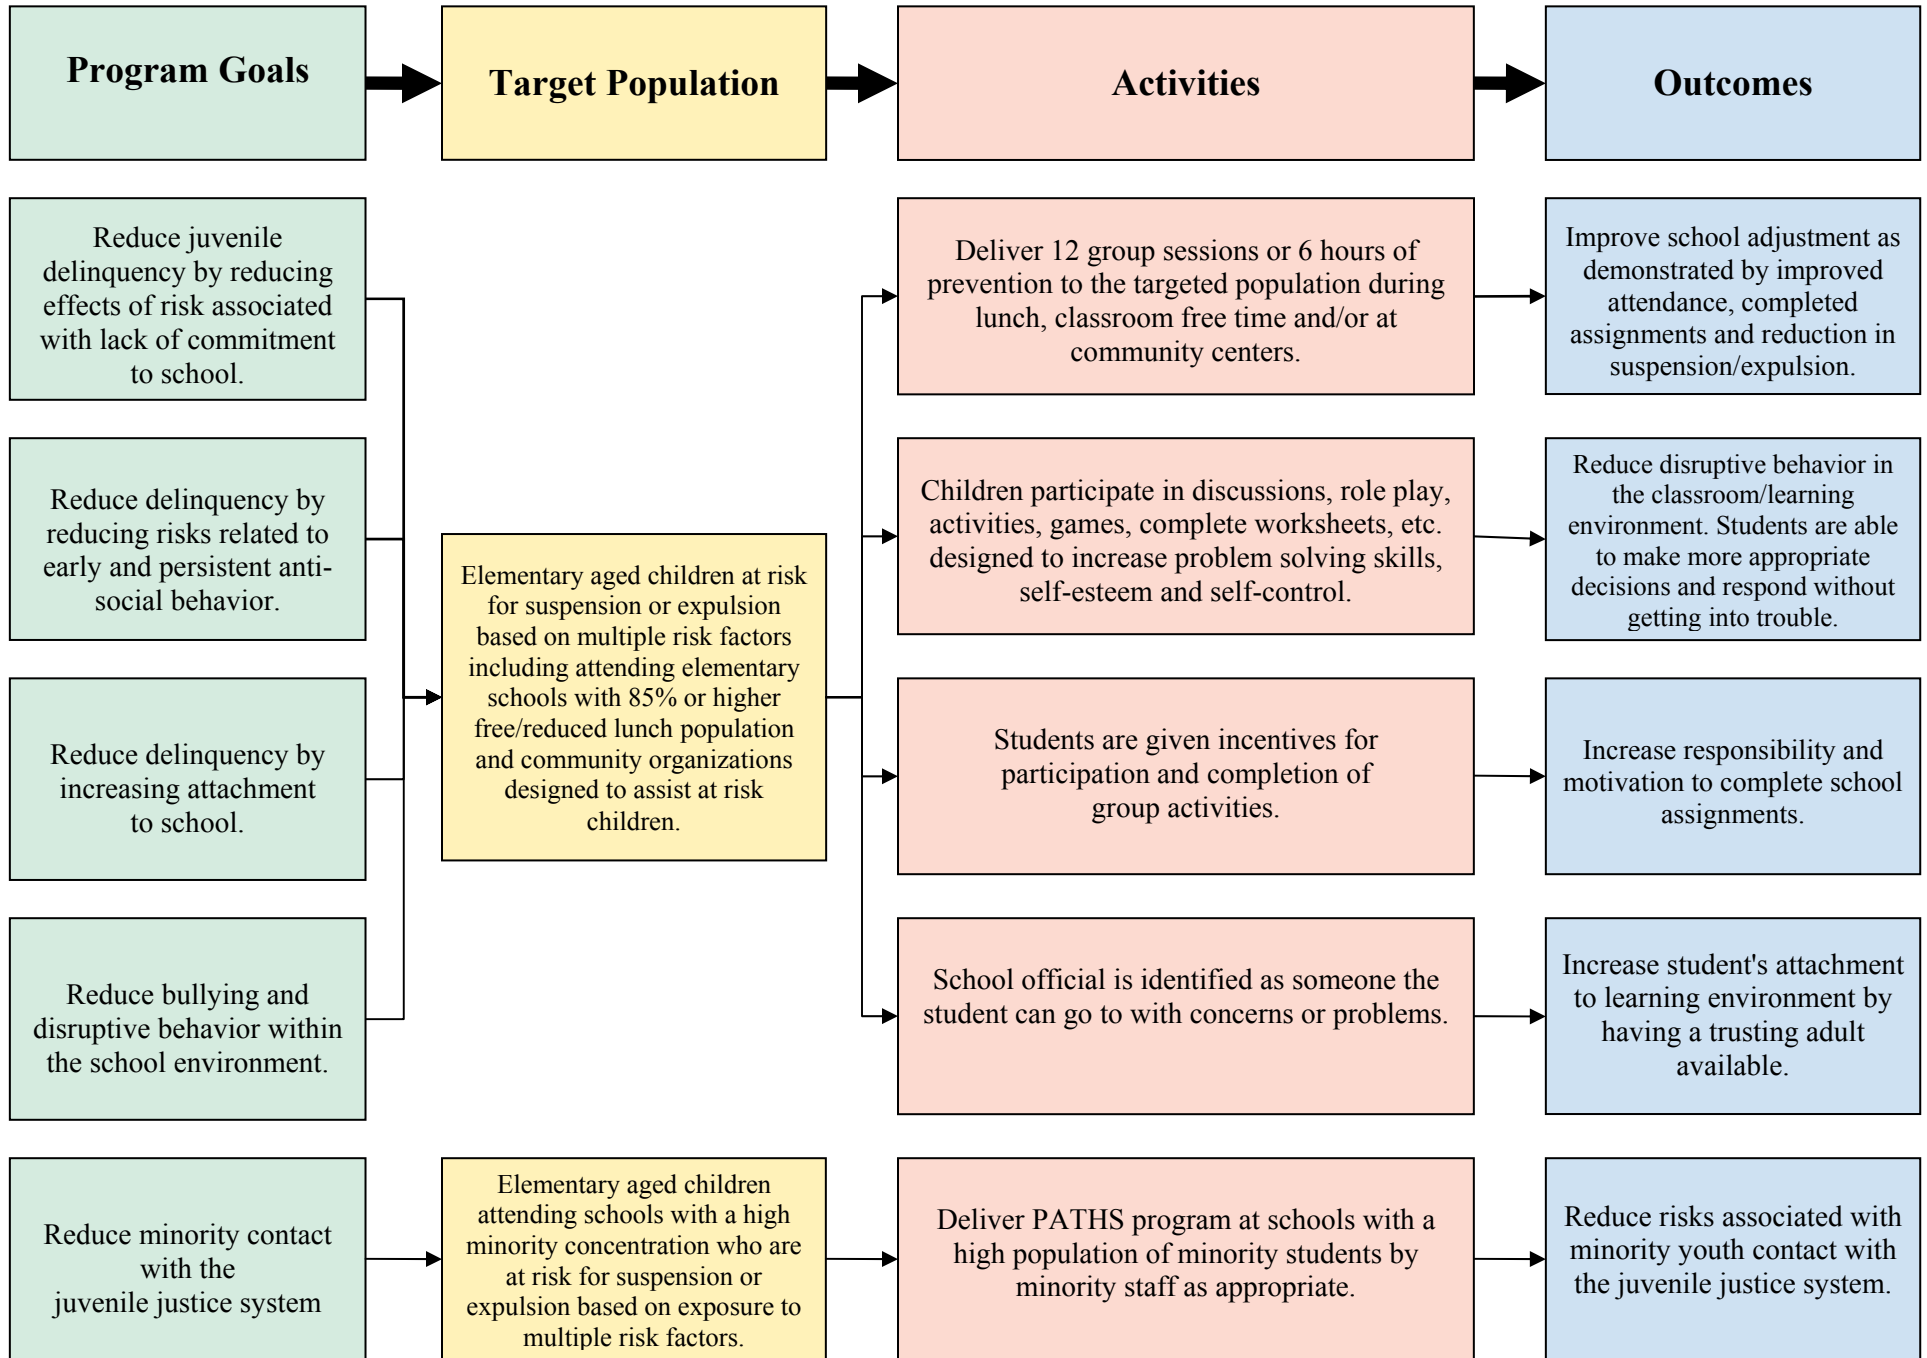 Program Goals
Target Population
Activities
Outcomes
Reduce juvenile
delinquency by reducing
effects of risk associated
with lack of commitment
to school.
Deliver 12 group sessions or 6 hours of
prevention to the targeted population during
lunch, classroom free time and/or at
community centers.
Improve school adjustment as
demonstrated by improved
attendance, completed
assignments and reduction in
suspension/expulsion.
Reduce delinquency by
reducing risks related to
early and persistent anti-
social behavior.
Elementary aged children at risk
for suspension or expulsion
based on multiple risk factors
including attending elementary
schools with 85% or higher
free/reduced lunch population
and community organizations
designed to assist at risk
children.
Children participate in discussions, role play,
activities, games, complete worksheets, etc.
designed to increase problem solving skills,
self-esteem and self-control.
Reduce disruptive behavior in
the classroom/learning
environment. Students are able
to make more appropriate
decisions and respond without
getting into trouble.
Reduce delinquency by
increasing attachment
to school.
Students are given incentives for
participation and completion of
group activities.
Increase responsibility and
motivation to complete school
assignments.
Reduce bullying and
disruptive behavior within
the school environment.
School official is identified as someone the
student can go to with concerns or problems.
Increase student's attachment
to learning environment by
having a trusting adult
available.
Reduce minority contact
with the
juvenile justice system
Elementary aged children
attending schools with a high
minority concentration who are
at risk for suspension or
expulsion based on exposure to
multiple risk factors.
Deliver PATHS program at schools with a
high population of minority students by
minority staff as appropriate.
Reduce risks associated with
minority youth contact with
the juvenile justice system.